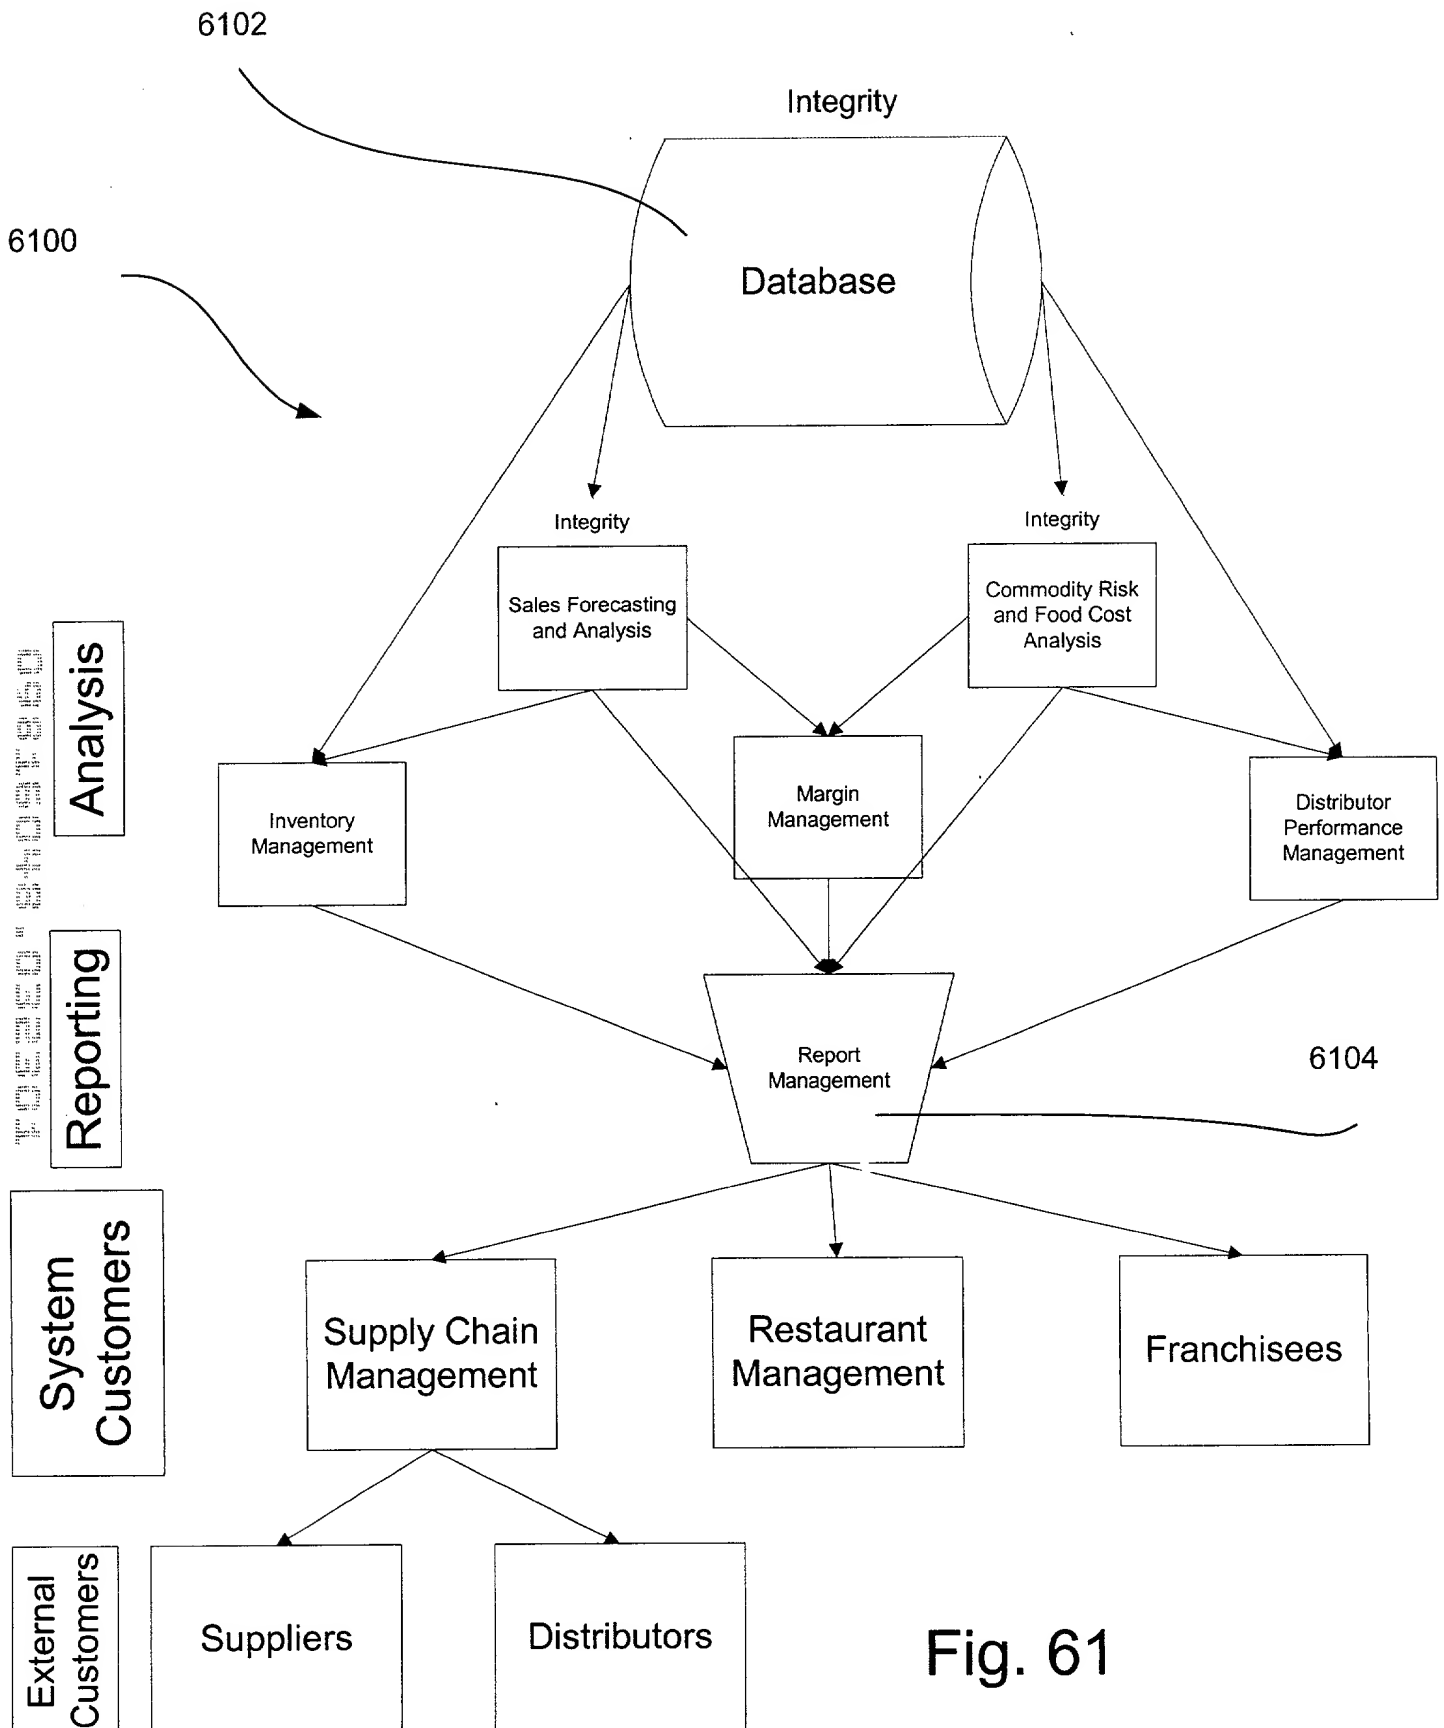 6102
Integrity
6100
Database
Integrity
Integrity
Sales Forecasting
and Analysis
Commodity Risk
and Food Cost
Analysis
Analysis
Inventory
Management
Margin
Management
Distributor
Performance
Management
Reporting
Report
Management
6104
System
Customers
Supply Chain
Management
Restaurant
Management
Franchisees
External
Customers
Suppliers
Distributors
Fig. 61